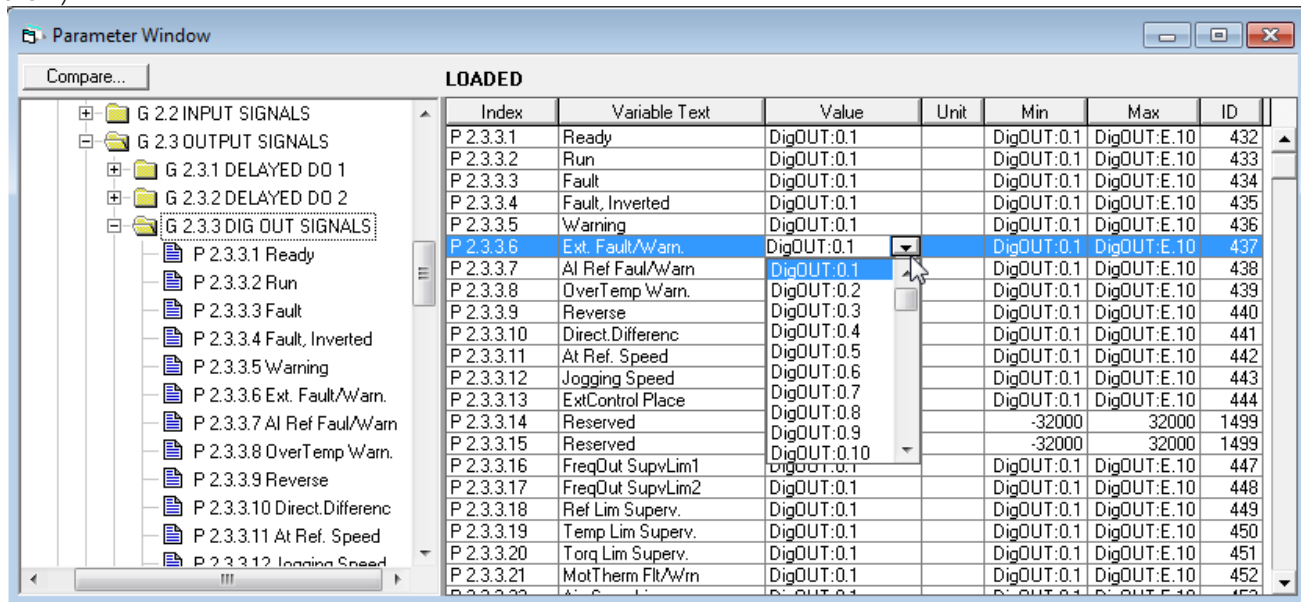 Parameter Window
Compare...
LOADED
G 2.2 INPUT SIGNALS
G 2.3 OUTPUT SIGNALS
G 2.3.1 DELAYED DO 1
G 2.3.2 DELAYED DO 2
G 2.3.3 DIG OUT SIGNALS
P 2.3.3.1 Ready
P 2.3.3.2 Run
P 2.3.3.3 Fault
P 2.3.3.4 Fault, Inverted
P 2.3.3.5 Warning
P 2.3.3.6 Ext. Fault/Warn.
P 2.3.3.7 AI Ref Faul/Warn
P 2.3.3.8 OverTemp Warn.
P 2.3.3.9 Reverse
P 2.3.3.10 Direct.Differenc
P 2.3.3.11 At Ref. Speed
P 2.3.3.12 Jogging Speed
Index Variable Text Value Unit Min Max ID
P 2.3.3.1 Ready DigOUT:0.1 DigOUT:0.1 DigOUT:E.10 432
P 2.3.3.2 Run DigOUT:0.1 DigOUT:0.1 DigOUT:E.10 433
P 2.3.3.3 Fault DigOUT:0.1 DigOUT:0.1 DigOUT:E.10 434
P 2.3.3.4 Fault, Inverted DigOUT:0.1 DigOUT:0.1 DigOUT:E.10 435
P 2.3.3.5 Warning DigOUT:0.1 DigOUT:0.1 DigOUT:E.10 436
P 2.3.3.6 Ext. Fault/Warn. DigOUT:0.1 DigOUT:0.1 DigOUT:E.10 437
P 2.3.3.7 AI Ref Faul/Warn DigOUT:0.1 DigOUT:0.1 DigOUT:E.10 438
P 2.3.3.8 OverTemp Warn. DigOUT:0.2 DigOUT:0.1 DigOUT:E.10 439
P 2.3.3.9 Reverse DigOUT:0.3 DigOUT:0.1 DigOUT:E.10 440
P 2.3.3.10 Direct.Differenc DigOUT:0.4 DigOUT:0.1 DigOUT:E.10 441
P 2.3.3.11 At Ref. Speed DigOUT:0.5 DigOUT:0.1 DigOUT:E.10 442
P 2.3.3.12 Jogging Speed DigOUT:0.6 DigOUT:0.1 DigOUT:E.10 443
P 2.3.3.13 ExtControl Place DigOUT:0.7 DigOUT:0.1 DigOUT:E.10 444
P 2.3.3.14 Reserved DigOUT:0.8 -32000 32000 1499
P 2.3.3.15 Reserved DigOUT:0.9 -32000 32000 1499
DigOUT:0.10
P 2.3.3.16 FreqOut SupvLim1 DigOUT:0.1 DigOUT:0.1 DigOUT:E.10 447
P 2.3.3.17 FreqOut SupvLim2 DigOUT:0.1 DigOUT:0.1 DigOUT:E.10 448
P 2.3.3.18 Ref Lim Superv. DigOUT:0.1 DigOUT:0.1 DigOUT:E.10 449
P 2.3.3.19 Temp Lim Superv. DigOUT:0.1 DigOUT:0.1 DigOUT:E.10 450
P 2.3.3.20 Torq Lim Superv. DigOUT:0.1 DigOUT:0.1 DigOUT:E.10 451
P 2.3.3.21 MotTherm Flt/Wrn DigOUT:0.1 DigOUT:0.1 DigOUT:E.10 452